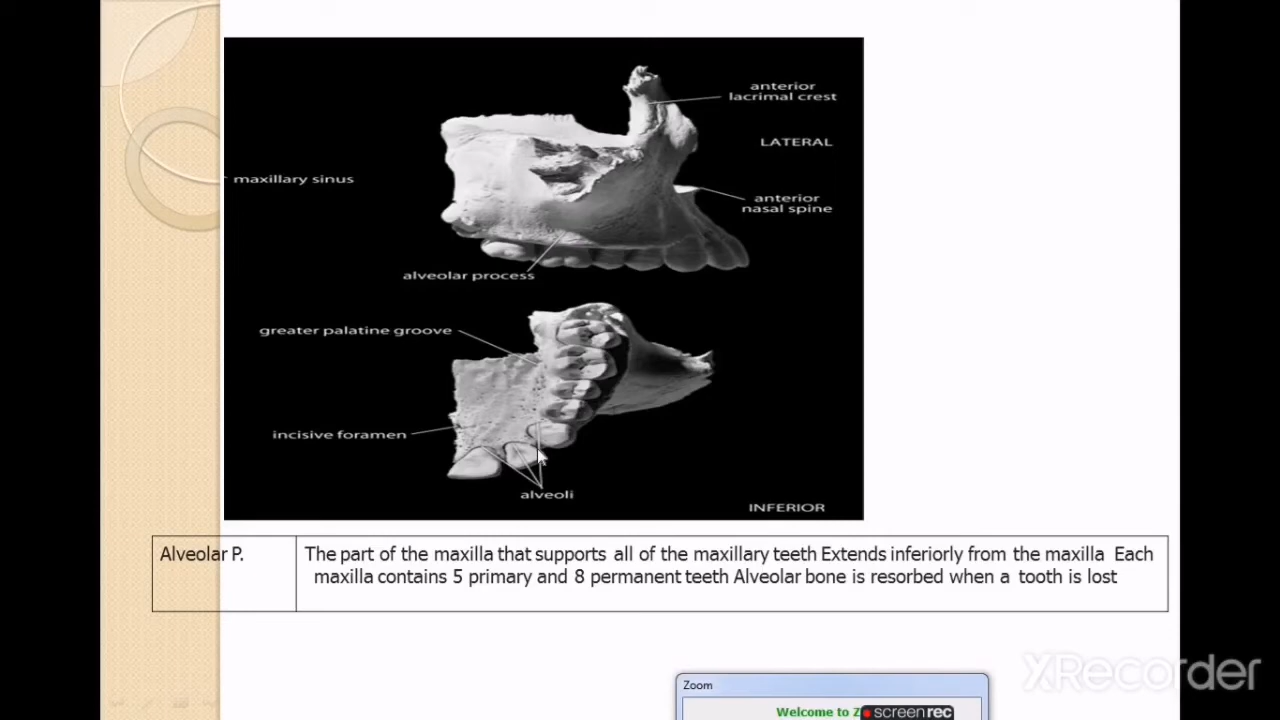 anterior
lacrimal crest
LATERAL
maxillary sinus
anterior
nasal spine
alveolar process
greater palatine groove
incisive foramen
alveoli
INFERIOR
Alveolar P.
The part of the maxilla that supports all of the maxillary teeth Extends inferiorly from the maxilla Each
maxilla contains 5 primary and 8 permanent teeth Alveolar bone is resorbed when a tooth is lost
XRecorder
Zoom
Welcome to Z
screenrec